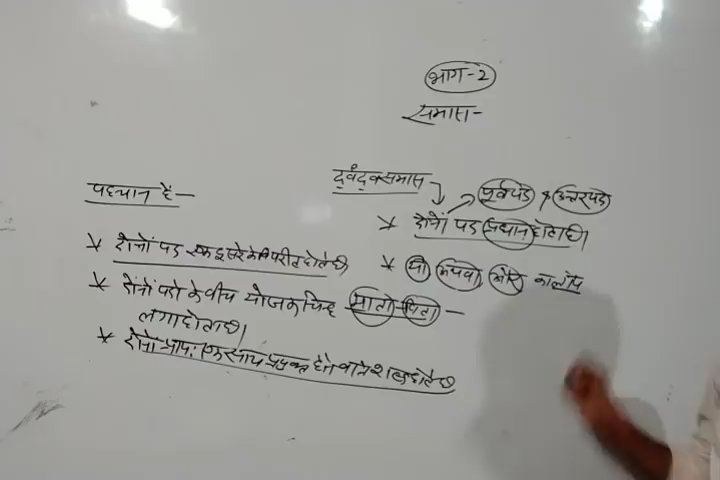 भाग-2
समास-
द्वंद्व समास
पूर्वपद, उत्तरपद
* दोनों पद प्रधान होता है।
* या अथवा, और का लोप
पहचान है -
* दोनों पद एक दूसरे के विपरीत होते है
* दोनों पदो के बीच योजक चिन्ह माता-पिता -
लगा होता है।
* दोनो प्राय: एक साथ प्रयुक्त होने वाले शब्द होते है